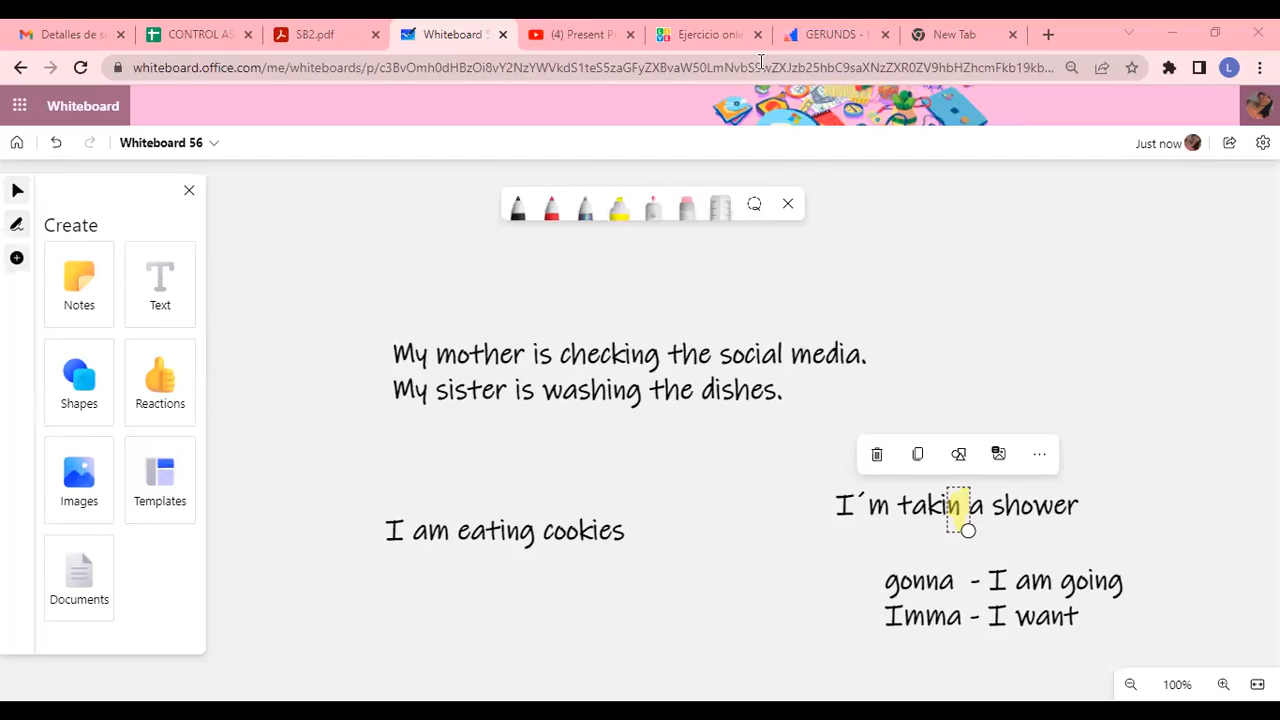 Detalles de s
CONTROL AS
SB2.pdf
Whiteboard 5
(4) Present P
Ejercicio onli
GERUNDS - 
New Tab
Whiteboard
Whiteboard 56
Just now
Create
Notes
Text
Shapes
Reactions
Images
Templates
Documents
My mother is checking the social media.
My sister is washing the dishes.
I am eating cookies
I´m takin a shower
gonna - I am going
Imma - I want
100%